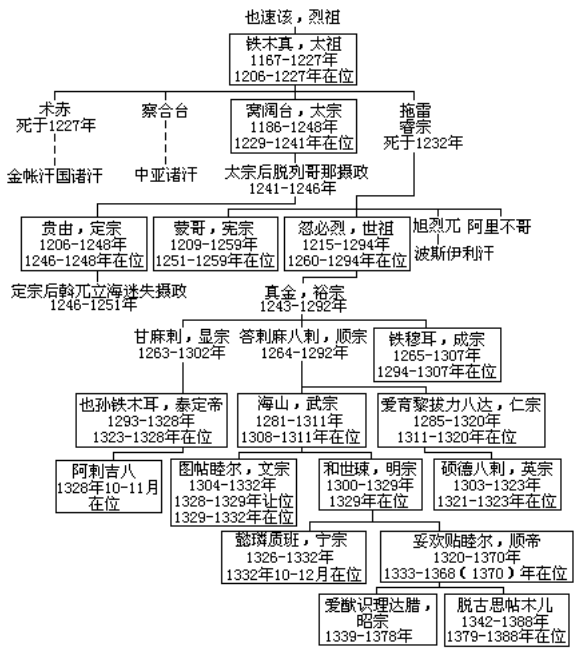 也速该，烈祖
铁木真，太祖
1167-1227年
1206-1227年在位
术赤
死于1227年
察合台
窝阔台，太宗
1186-1248年
1229-1241年在位
拖雷
睿宗
死于1232年
金帐汗国诸汗
中亚诸汗
太宗后脱列哥那摄政
1241-1246年
贵由，定宗
1206-1248年
1246-1248年在位
蒙哥，宪宗
1209-1259年
1251-1259年在位
忽必烈，世祖
1215-1294年
1260-1294年在位
旭烈兀
阿里不哥
波斯伊利汗
定宗后斡兀立海迷失摄政
1246-1251年
真金，裕宗
1243-1292年
甘麻剌，显宗
1263-1302年
答剌麻八剌，顺宗
1264-1292年
铁穆耳，成宗
1265-1307年
1294-1307年在位
也孙铁木耳，泰定帝
1293-1328年
1323-1328年在位
海山，武宗
1281-1311年
1308-1311年在位
爱育黎拔力八达，仁宗
1285-1320年
1311-1320年在位
阿剌吉八
1328年10-11月
在位
图帖睦尔，文宗
1304-1332年
1328-1329年让位
1329-1332年在位
和世㻋，明宗
1300-1329年
1329年在位
硕德八剌，英宗
1303-1323年
1321-1323年在位
懿璘质班，宁宗
1326-1332年
1332年10-12月在位
妥欢贴睦尔，顺帝
1320-1370年
1333-1368（1370）年在位
爱猷识理达腊，
昭宗
1339-1378年
脱古思帖木儿
1342-1388年
1379-1388年在位